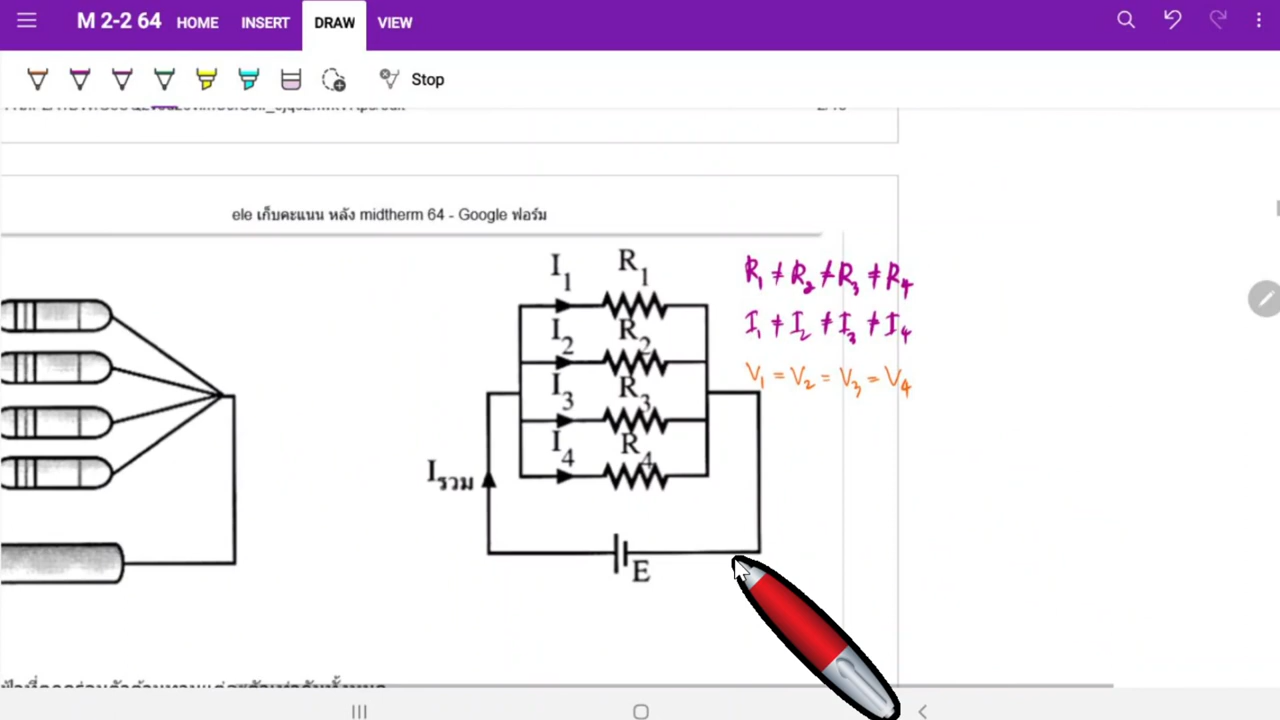 M 2-2 64 HOME INSERT DRAW VIEW
Stop
ele เก็บคะแนน หลัง midtherm 64 - Google ฟอร์ม
I1 R1
I2 R2
I3 R3
I4 R4
Iรวม
E
R1 ≠ R2 ≠ R3 ≠ R4
I1 ≠ I2 ≠ I3 ≠ I4
V1 = V2 = V3 = V4